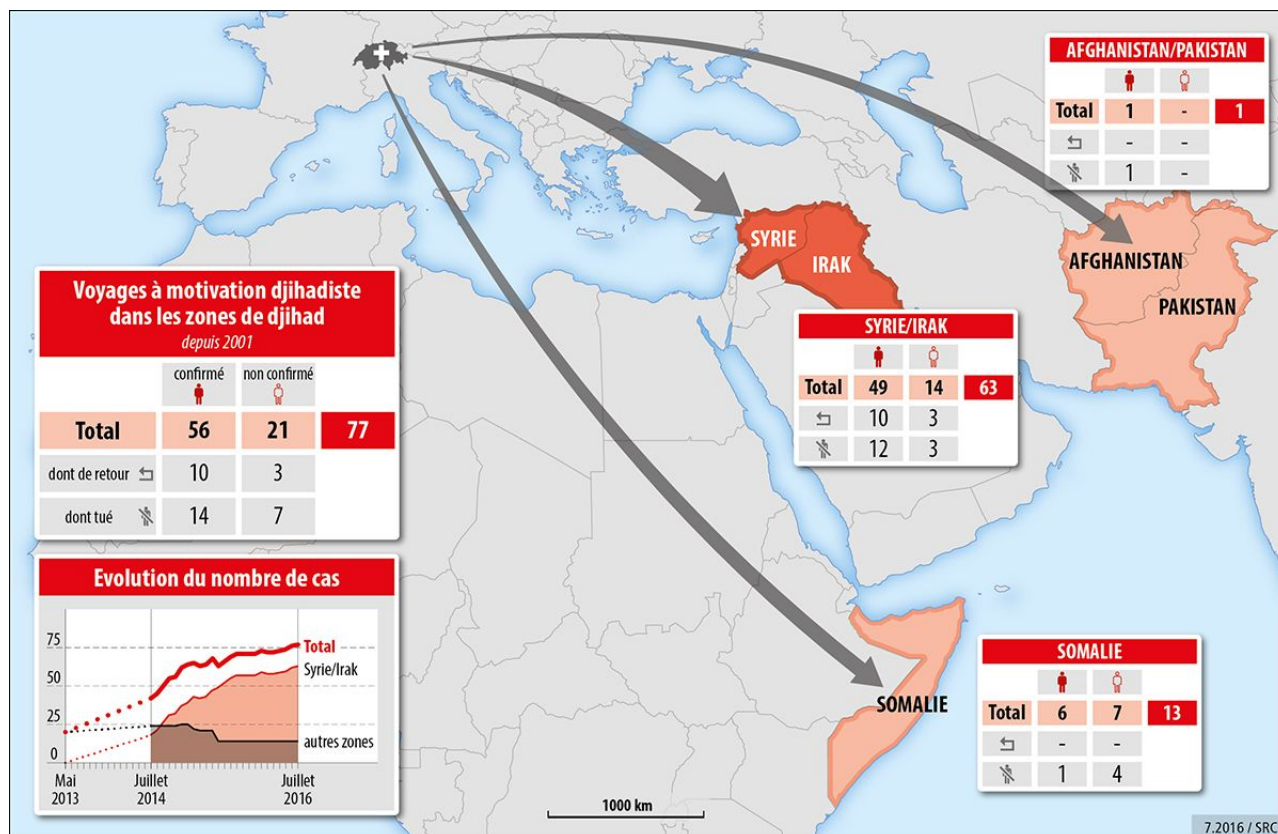 AFGHANISTAN/PAKISTAN
Total 1 - 1
- -
1 -
SYRIE
IRAK
AFGHANISTAN
PAKISTAN
Voyages à motivation djihadiste
dans les zones de djihad
depuis 2001
confirmé non confirmé
Total 56 21 77
dont de retour 10 3
dont tué 14 7
SYRIE/IRAK
Total 49 14 63
10 3
12 3
Evolution du nombre de cas
75
50
25
0
Total
Syrie/Irak
autres zones
Mai
2013
Juillet
2014
Juillet
2016
SOMALIE
SOMALIE
Total 6 7 13
- -
1 4
1000 km
7.2016 / SRC